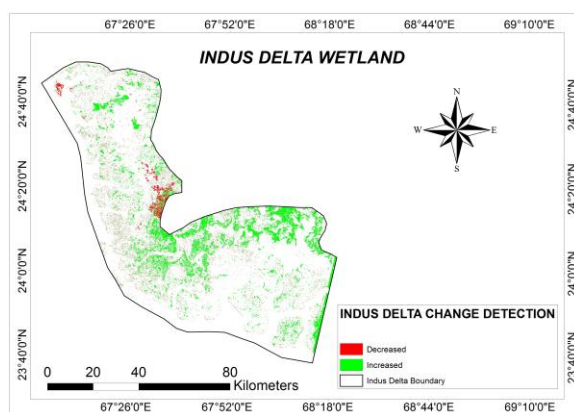 67°26'0"E 67°52'0"E 68°18'0"E 68°44'0"E 69°10'0"E
INDUS DELTA WETLAND
24°40'0"N 24°40'0"N
N
W E
S
24°20'0"N 24°20'0"N
24°0'0"N 24°0'0"N
INDUS DELTA CHANGE DETECTION
Decreased
Increased
Indus Delta Boundary
23°40'0"N 23°40'0"N
0 20 40 60 80
Kilometers
67°26'0"E 67°52'0"E 68°18'0"E 68°44'0"E 69°10'0"E